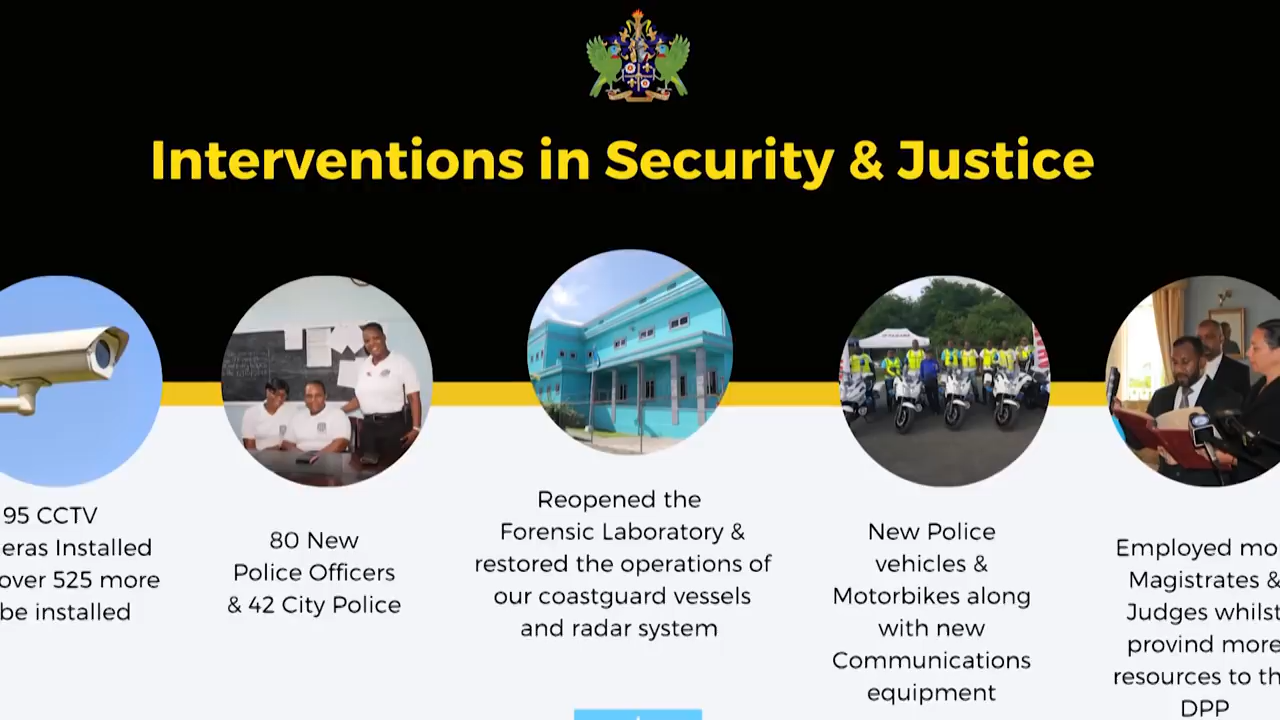 Interventions in Security & Justice
95 CCTV
eras Installed
over 525 more
be installed
80 New
Police Officers
& 42 City Police
Reopened the
Forensic Laboratory &
restored the operations of
our coastguard vessels
and radar system
New Police
vehicles &
Motorbikes along
with new
Communications
equipment
Employed mo
Magistrates &
Judges whilst
provind more
resources to th
DPP